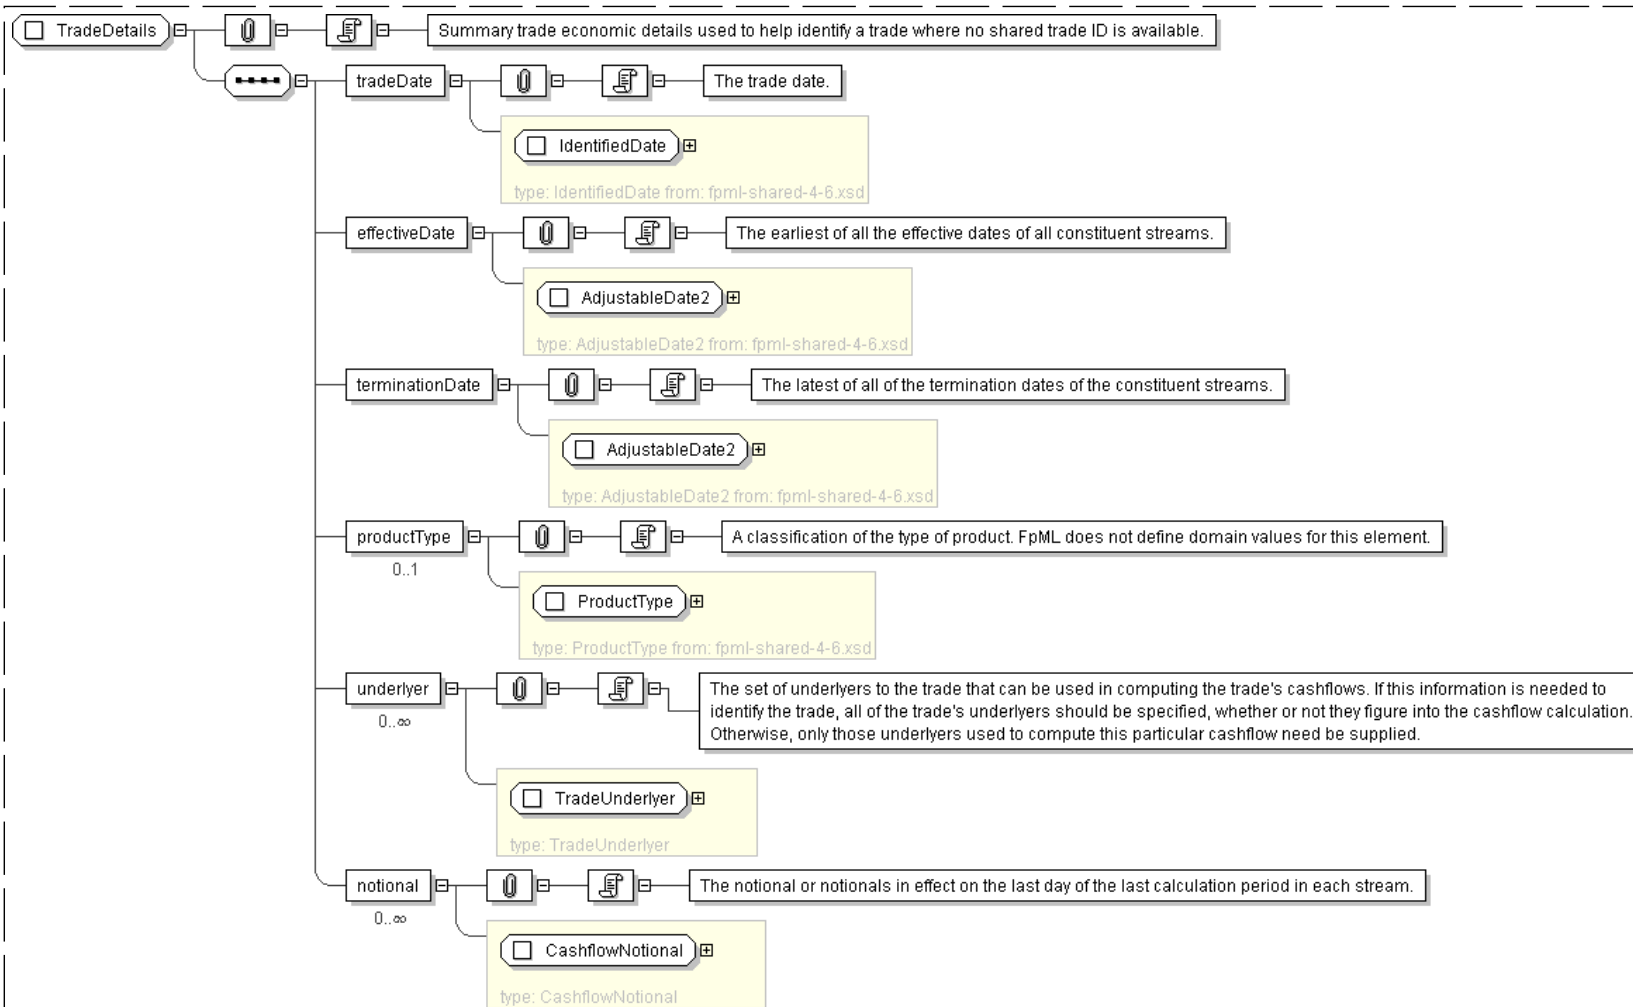 TradeDetails
Summary trade economic details used to help identify a trade where no shared trade ID is available.
tradeDate
The trade date.
IdentifiedDate
type: IdentifiedDate from: fpml-shared-4-6.xsd
effectiveDate
The earliest of all the effective dates of all constituent streams.
AdjustableDate2
type: AdjustableDate2 from: fpml-shared-4-6.xsd
terminationDate
The latest of all of the termination dates of the constituent streams.
AdjustableDate2
type: AdjustableDate2 from: fpml-shared-4-6.xsd
productType
A classification of the type of product. FpML does not define domain values for this element.
0..1
ProductType
type: ProductType from: fpml-shared-4-6.xsd
underlyer
The set of underlyers to the trade that can be used in computing the trade's cashflows. If this information is needed to
identify the trade, all of the trade's underlyers should be specified, whether or not they figure into the cashflow calculation.
Otherwise, only those underlyers used to compute this particular cashflow need be supplied.
0..∞
TradeUnderlyer
type: TradeUnderlyer
notional
The notional or notionals in effect on the last day of the last calculation period in each stream.
0..∞
CashflowNotional
type: CashflowNotional